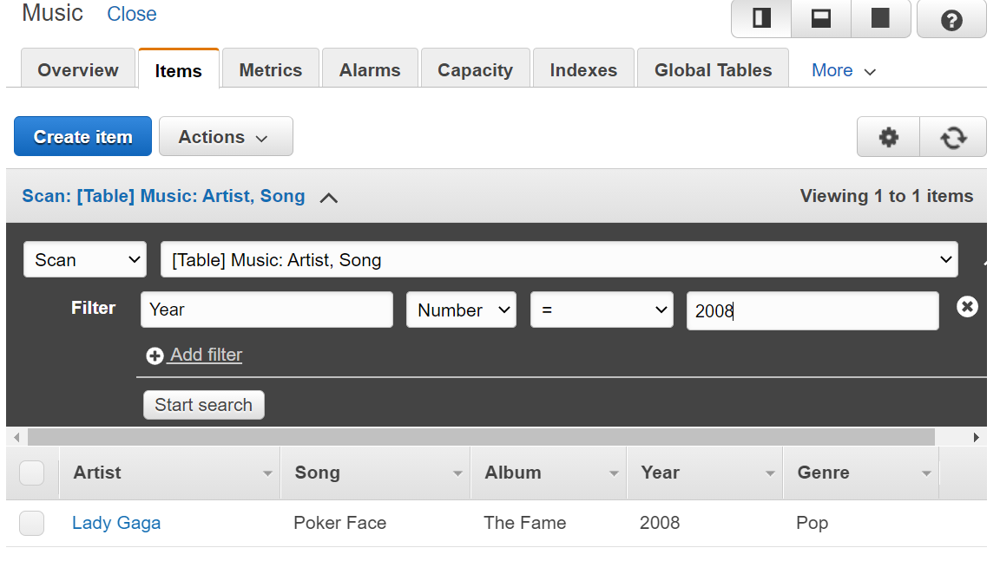 Music Close
Overview Items Metrics Alarms Capacity Indexes Global Tables More
Create item Actions
Scan: [Table] Music: Artist, Song Viewing 1 to 1 items
Scan [Table] Music: Artist, Song
Filter Year Number = 2008
Add filter
Start search
Artist Song Album Year Genre
Lady Gaga Poker Face The Fame 2008 Pop